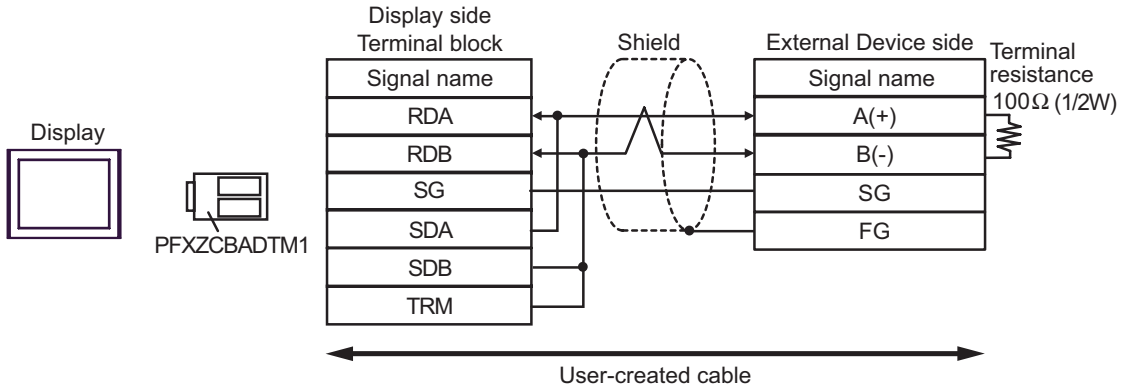 Display side
Terminal block
Shield
External Device side
Terminal
resistance
100Ω (1/2W)
Signal name
Signal name
RDA
A(+)
Display
RDB
B(-)
SG
SG
PFXZCBADTM1
SDA
FG
SDB
TRM
User-created cable